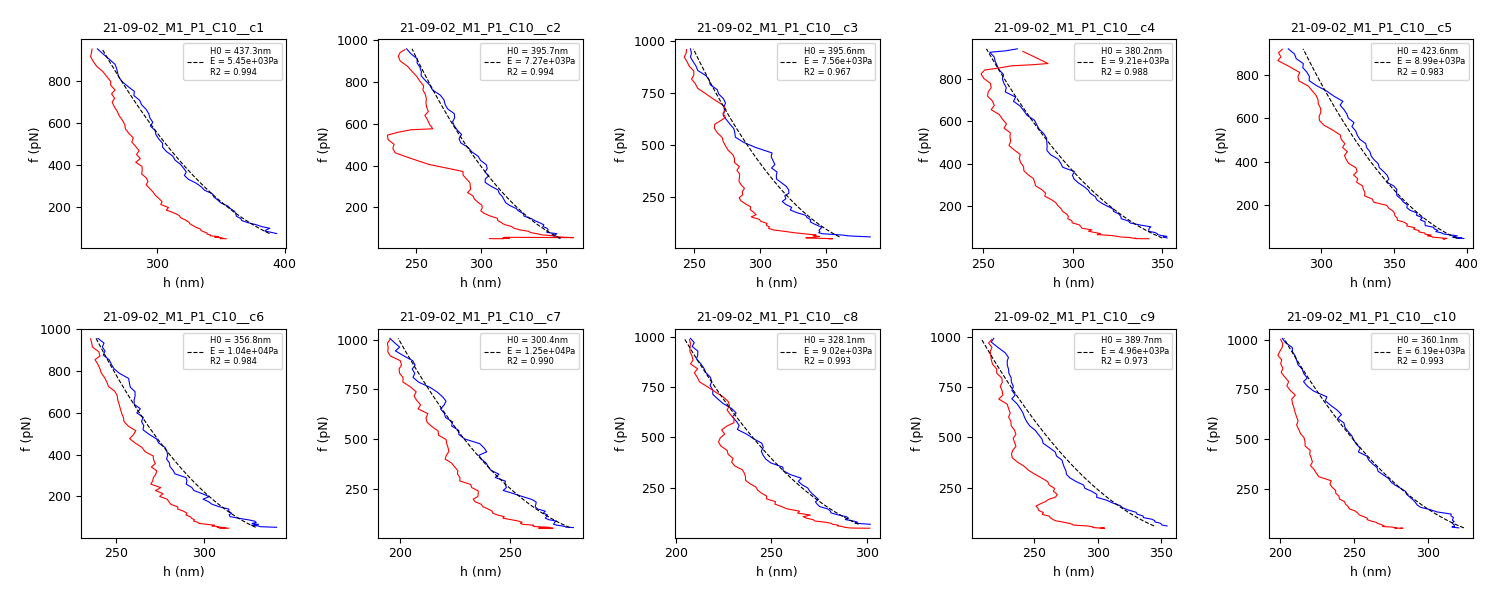 21-09-02_M1_P1_C10__c1
H0 = 437.3nm
E = 5.45e+03Pa
R2 = 0.994
f (pN)
800
600
400
200
300
400
h (nm)
21-09-02_M1_P1_C10__c2
H0 = 395.7nm
E = 7.27e+03Pa
R2 = 0.994
f (pN)
1000
800
600
400
200
250
300
350
h (nm)
21-09-02_M1_P1_C10__c3
H0 = 395.6nm
E = 7.56e+03Pa
R2 = 0.967
f (pN)
1000
750
500
250
250
300
350
h (nm)
21-09-02_M1_P1_C10__c4
H0 = 380.2nm
E = 9.21e+03Pa
R2 = 0.988
f (pN)
800
600
400
200
250
300
350
h (nm)
21-09-02_M1_P1_C10__c5
H0 = 423.6nm
E = 8.99e+03Pa
R2 = 0.983
f (pN)
800
600
400
200
300
350
400
h (nm)
21-09-02_M1_P1_C10__c6
H0 = 356.8nm
E = 1.04e+04Pa
R2 = 0.984
f (pN)
1000
800
600
400
200
250
300
h (nm)
21-09-02_M1_P1_C10__c7
H0 = 300.4nm
E = 1.25e+04Pa
R2 = 0.990
f (pN)
1000
750
500
250
200
250
h (nm)
21-09-02_M1_P1_C10__c8
H0 = 328.1nm
E = 9.02e+03Pa
R2 = 0.993
f (pN)
1000
750
500
250
200
250
300
h (nm)
21-09-02_M1_P1_C10__c9
H0 = 389.7nm
E = 4.96e+03Pa
R2 = 0.973
f (pN)
1000
750
500
250
250
300
350
h (nm)
21-09-02_M1_P1_C10__c10
H0 = 360.1nm
E = 6.19e+03Pa
R2 = 0.993
f (pN)
1000
750
500
250
200
250
300
h (nm)